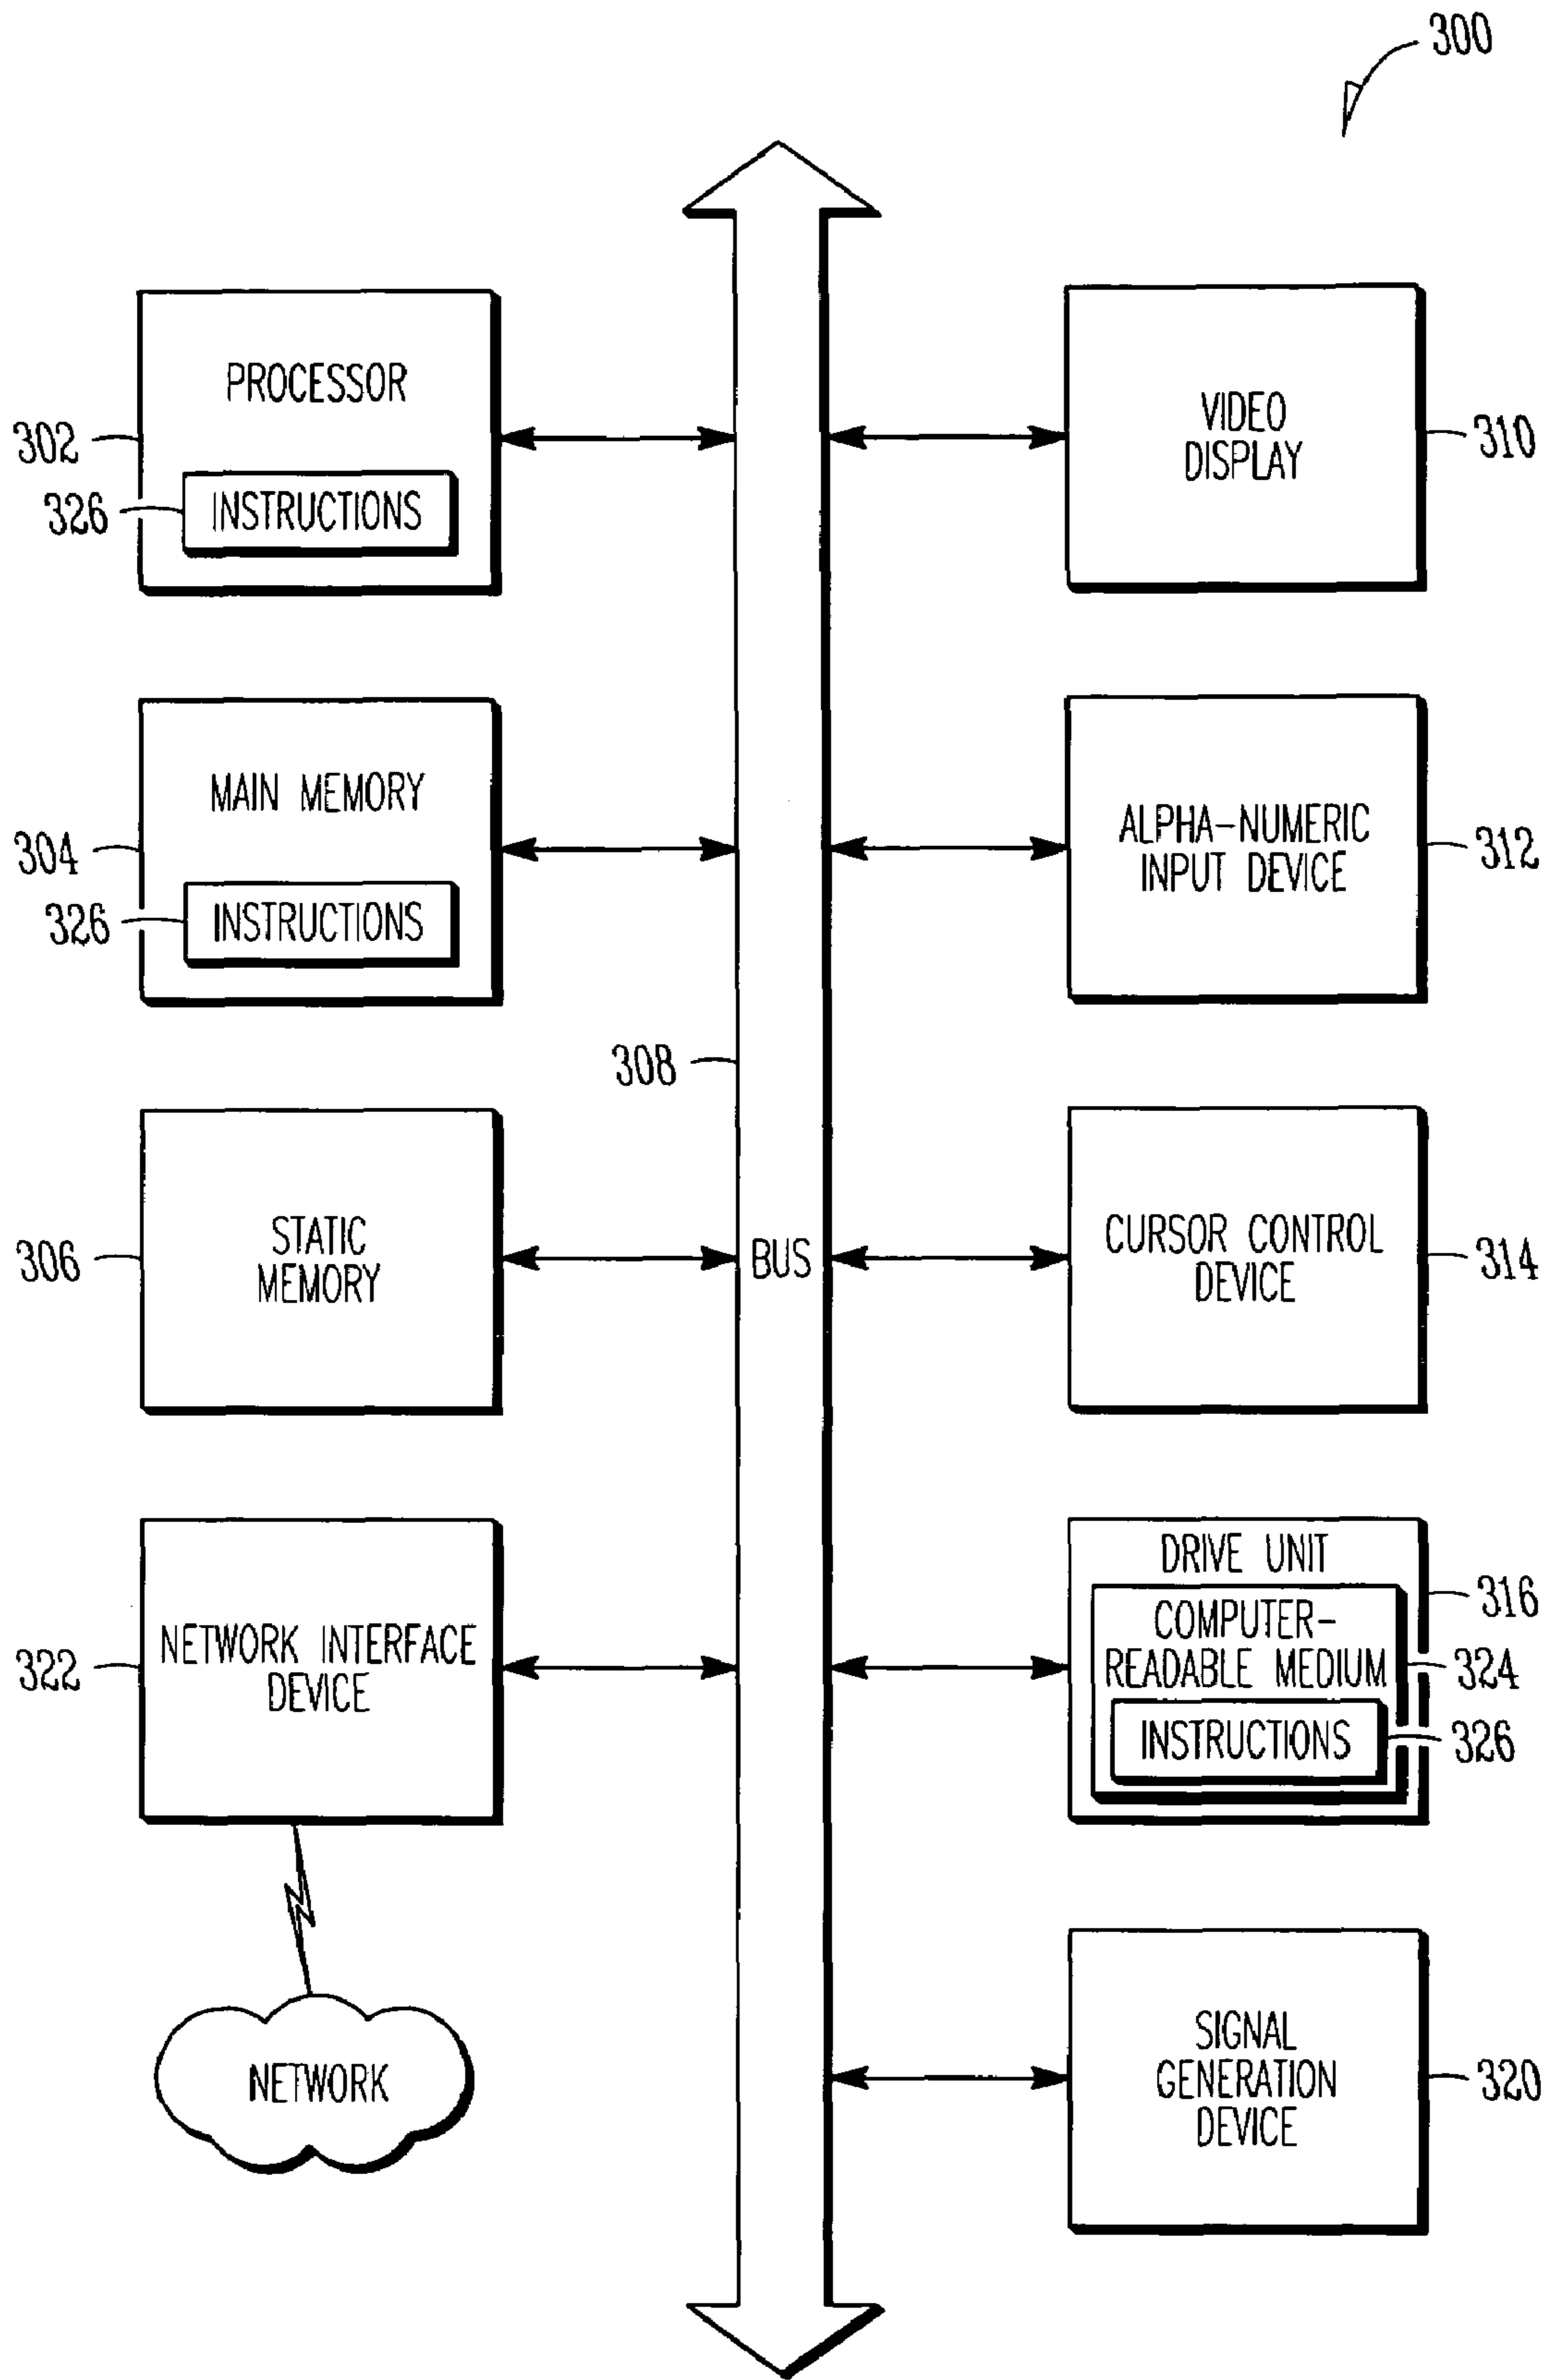 300
PROCESSOR
302
326
INSTRUCTIONS
VIDEO
DISPLAY
310
MAIN MEMORY
304
326
INSTRUCTIONS
ALPHA-NUMERIC
INPUT DEVICE
312
308
STATIC
MEMORY
306
BUS
CURSOR CONTROL
DEVICE
314
NETWORK INTERFACE
DEVICE
322
DRIVE UNIT
316
COMPUTER-
READABLE MEDIUM
324
INSTRUCTIONS
326
NETWORK
SIGNAL
GENERATION
DEVICE
320